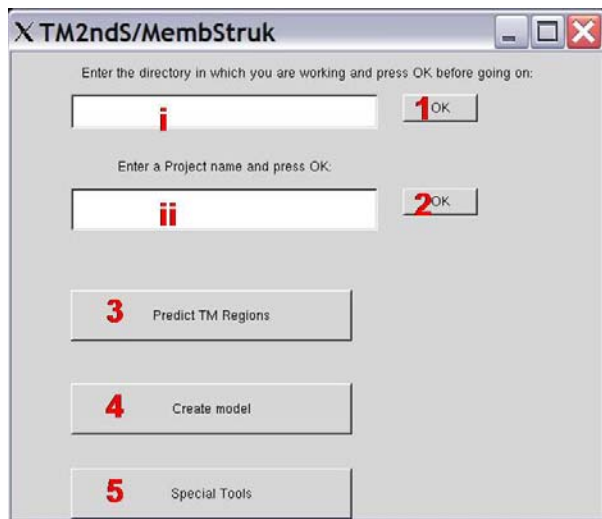 X TM2ndS/MembStruk
Enter the directory in which you are working and press OK before going on:
i
1 OK
Enter a Project name and press OK:
ii
2 OK
3 Predict TM Regions
4 Create model
5 Special Tools